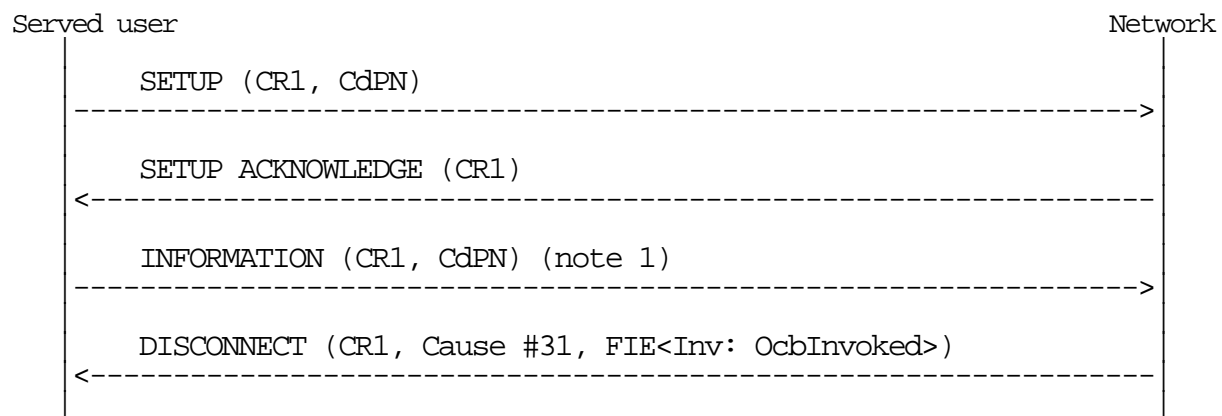 Served user Network
SETUP (CR1, CdPN)
SETUP ACKNOWLEDGE (CR1)
INFORMATION (CR1, CdPN) (note 1)
DISCONNECT (CR1, Cause #31, FIE<Inv: OcbInvoked>)